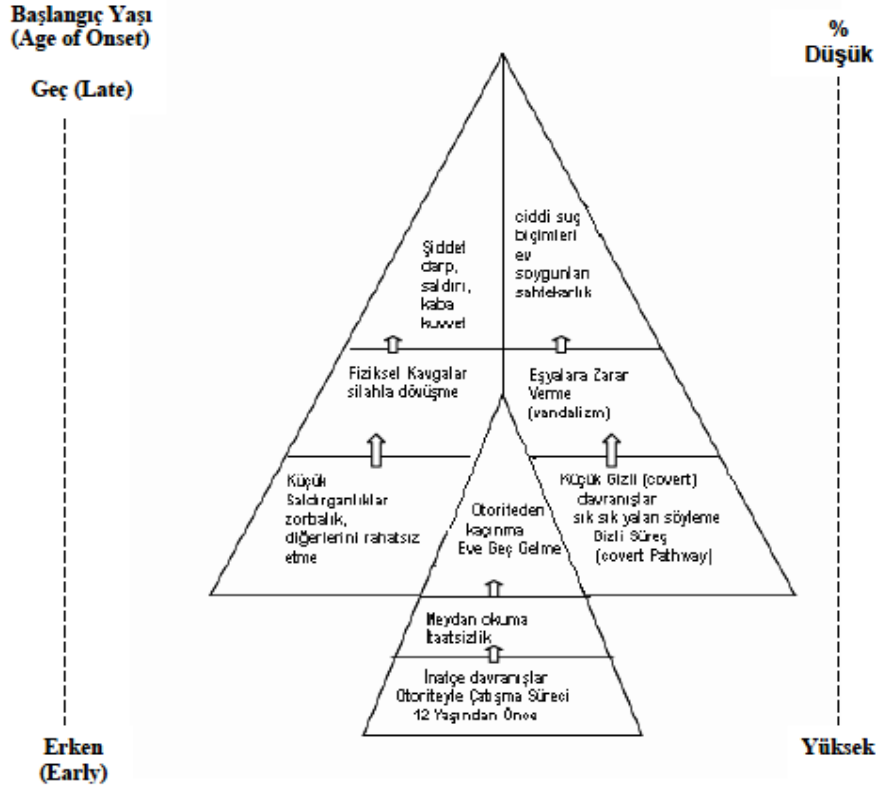 Başlangıç Yaşı
(Age of Onset)
Geç (Late)
%
Düşük
Şiddet
darp,
saldırı,
kaba
kuvvet
ciddi suç
biçimleri
ev
soygunları
sahtekarlık
Fiziksel Kavgalar
silahla dövüşme
Eşyalara Zarar
Verme
(vandalizm)
Küçük
Saldırganlıklar
zorbalık,
diğerlerini rahatsız
etme
Otoriteden
kaçınma
Eve Geç Gelme
Küçük Gizli (covert)
davranışlar
sık sık yalan söyleme
Gizli Süreç
(covert Pathway)
Meydan okuma
İtaatsizlik
İnatçe davranışlar
Otoriteyle Çatışma Süreci
12 Yaşından Önce
Erken
(Early)
Yüksek